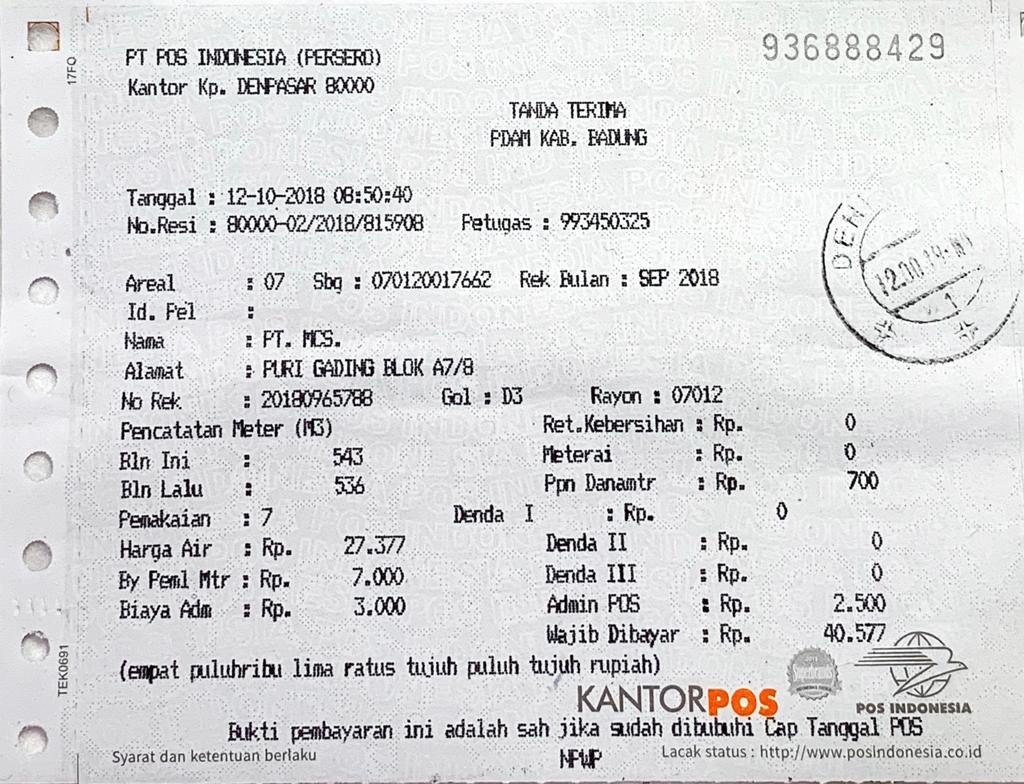 936888429
PT POS INDONESIA (PERSERO)
17FO
Kantor Kp. DENPASAR 80000
TANDA TERIMA
PDAM KAB. BADUNG
Tanggal : 12-10-2018 08:50:40
No.Resi : 80000-02/2018/815908 Petugas : 993450325
Areal : 07 Sbg : 070120017662 Rek Bulan : SEP 2018
Id. Pel :
Nama : PT. MCS.
Alamat : PURI GADING BLOK A7/8
No Rek : 20180965788 Gol : D3 Rayon : 07012
Pencatatan Meter (M3) Ret.Kebersihan : Rp. 0
Bln Ini : 543 Meterai : Rp. 0
Bln Lalu : 536 Ppn Danamtr : Rp. 700
Pemakaian : 7 Denda I : Rp. 0
Harga Air : Rp. 27.377 Denda II : Rp. 0
By Peml Mtr : Rp. 7.000 Denda III : Rp. 0
Biaya Adm : Rp. 3.000 Admin POS : Rp. 2.500
Wajib Dibayar : Rp. 40.577
(empat puluhribu lima ratus tujuh puluh tujuh rupiah)
TEK0691
KANTORPOS
POS INDONESIA
Bukti pembayaran ini adalah sah jika sudah dibubuhi Cap Tanggal POS
Syarat dan ketentuan berlaku
NPWP
Lacak status : http://www.posindonesia.co.id